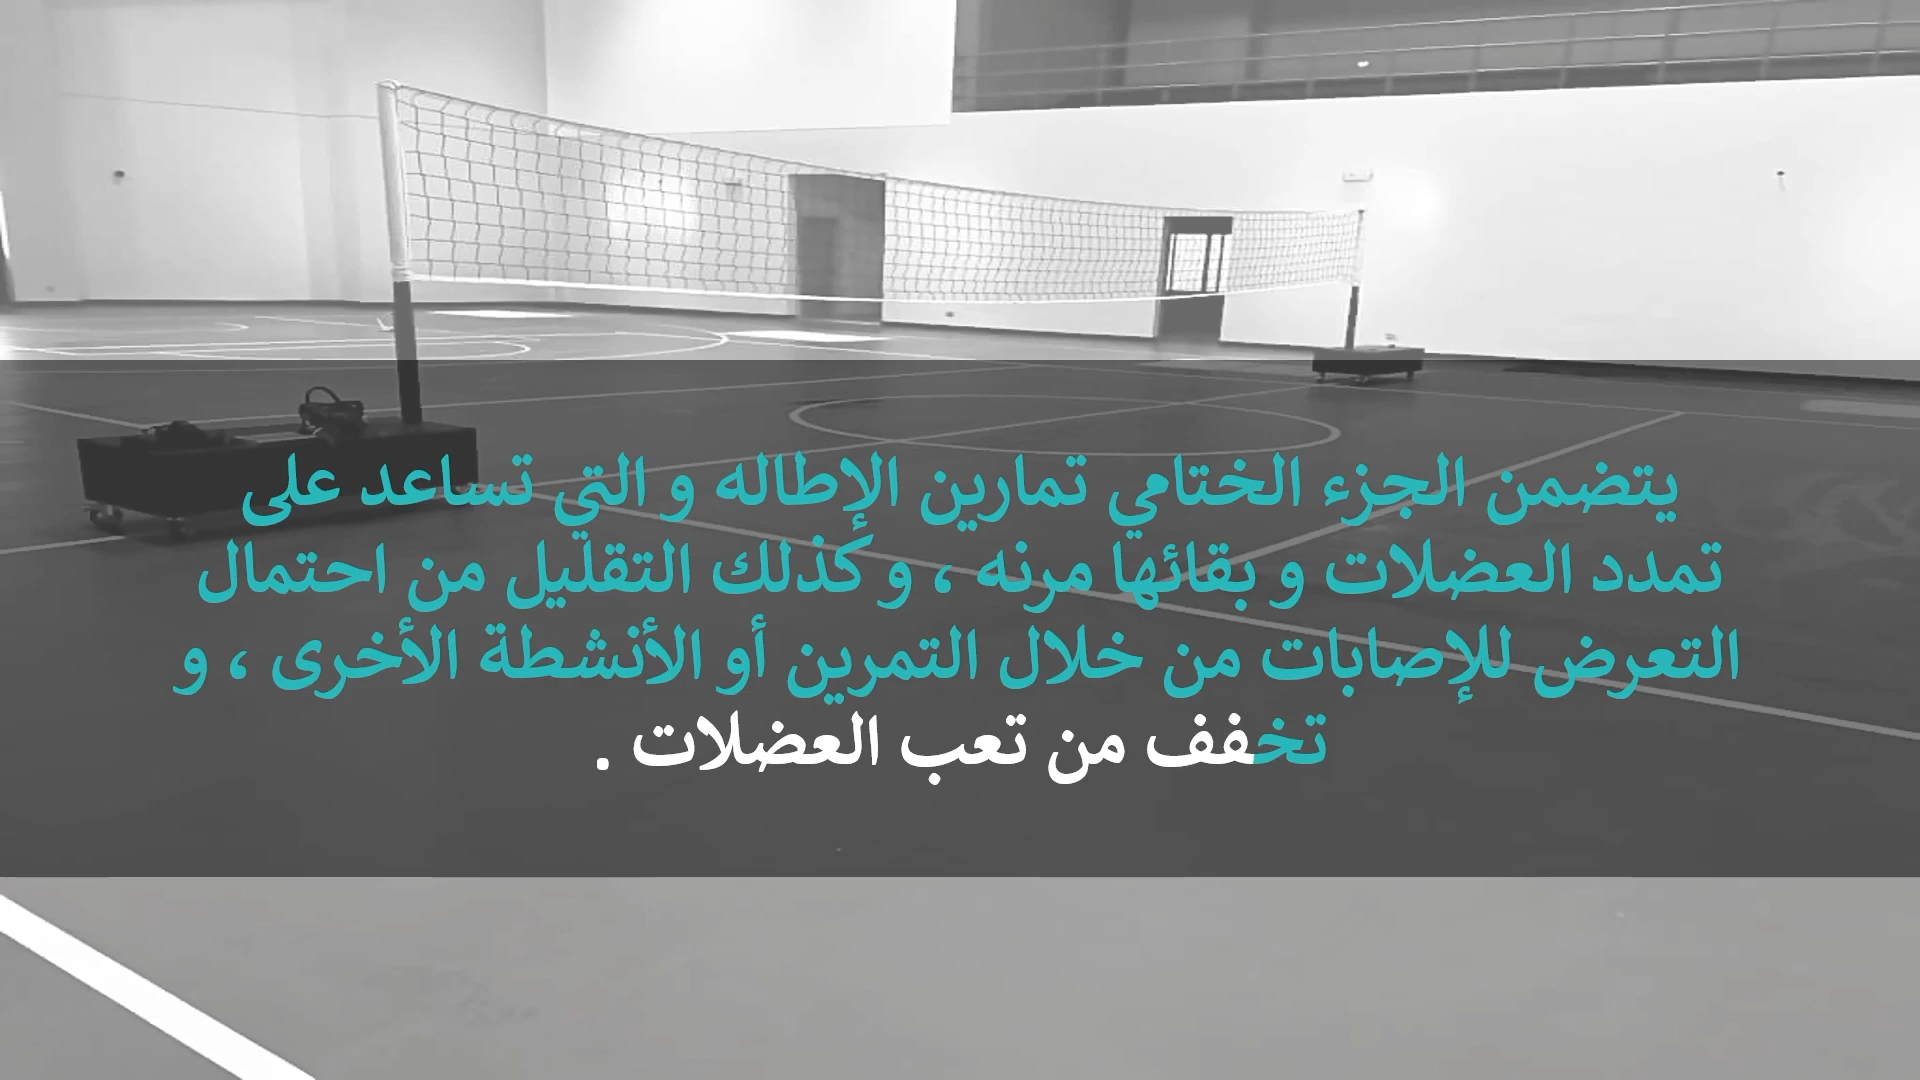 يتضمن الجزء الختامي تمارين الإطاله و التي تساعد على
تمدد العضلات و بقائها مرنه ، و كذلك التقليل من احتمال
التعرض للإصابات من خلال التمرين أو الأنشطة الأخرى ، و
تخفف من تعب العضلات .